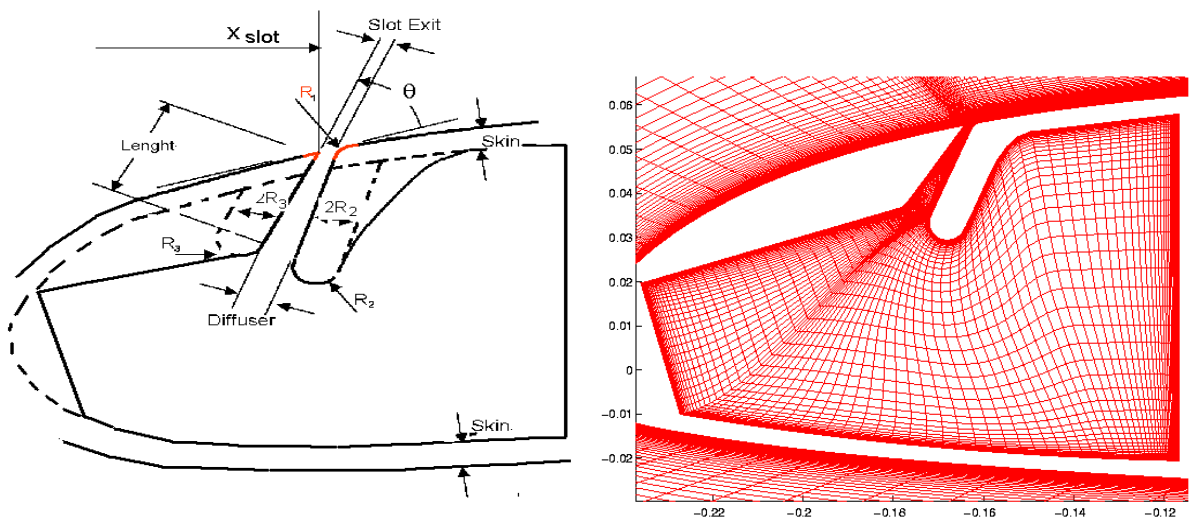 Slot Exit
X slot
R1
θ
Lenght
Skin
2R3
2R2
R3
R2
Diffuser
Skin.
0.06
0.05
0.04
0.03
0.02
0.01
0
−0.01
−0.02
−0.22
−0.2
−0.18
−0.16
−0.14
−0.12